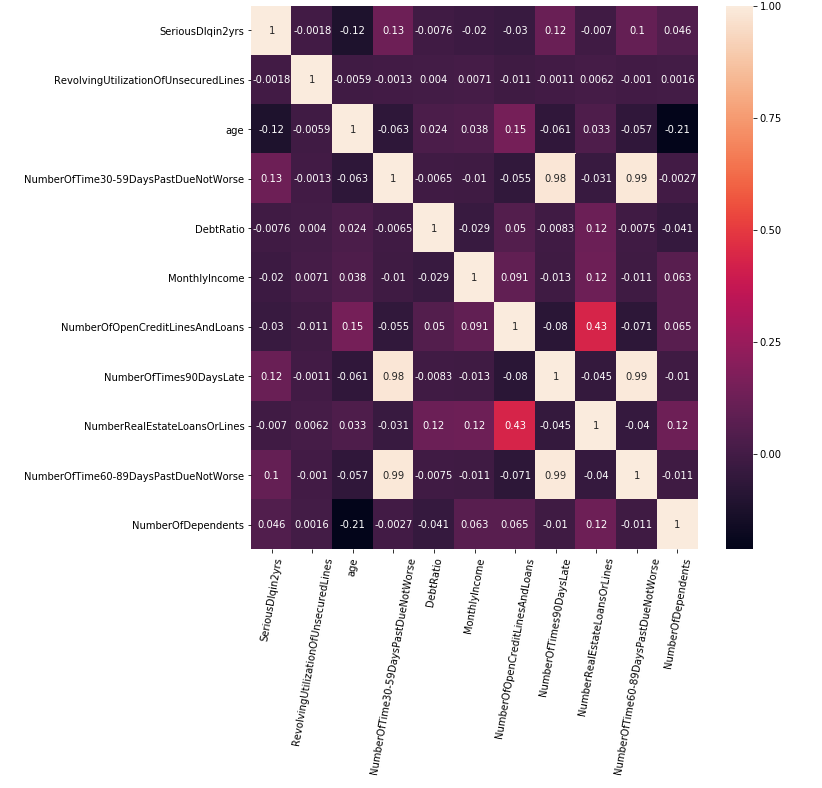 SeriousDlqin2yrs 1 -0.0018 -0.12 0.13 -0.0076 -0.02 -0.03 0.12 -0.007 0.1 0.046
RevolvingUtilizationOfUnsecuredLines -0.0018 1 -0.0059 -0.0013 0.004 0.0071 -0.011 -0.0011 0.0062 -0.001 0.0016
age -0.12 -0.0059 1 -0.063 0.024 0.038 0.15 -0.061 0.033 -0.057 -0.21
NumberOfTime30-59DaysPastDueNotWorse 0.13 -0.0013 -0.063 1 -0.0065 -0.01 -0.055 0.98 -0.031 0.99 -0.0027
DebtRatio -0.0076 0.004 0.024 -0.0065 1 -0.029 0.05 -0.0083 0.12 -0.0075 -0.041
MonthlyIncome -0.02 0.0071 0.038 -0.01 -0.029 1 0.091 -0.013 0.12 -0.011 0.063
NumberOfOpenCreditLinesAndLoans -0.03 -0.011 0.15 -0.055 0.05 0.091 1 -0.08 0.43 -0.071 0.065
NumberOfTimes90DaysLate 0.12 -0.0011 -0.061 0.98 -0.0083 -0.013 -0.08 1 -0.045 0.99 -0.01
NumberRealEstateLoansOrLines -0.007 0.0062 0.033 -0.031 0.12 0.12 0.43 -0.045 1 -0.04 0.12
NumberOfTime60-89DaysPastDueNotWorse 0.1 -0.001 -0.057 0.99 -0.0075 -0.011 -0.071 0.99 -0.04 1 -0.011
NumberOfDependents 0.046 0.0016 -0.21 -0.0027 -0.041 0.063 0.065 -0.01 0.12 -0.011 1
SeriousDlqin2yrs
RevolvingUtilizationOfUnsecuredLines
age
NumberOfTime30-59DaysPastDueNotWorse
DebtRatio
MonthlyIncome
NumberOfOpenCreditLinesAndLoans
NumberOfTimes90DaysLate
NumberRealEstateLoansOrLines
NumberOfTime60-89DaysPastDueNotWorse
NumberOfDependents
1.00
0.75
0.50
0.25
0.00